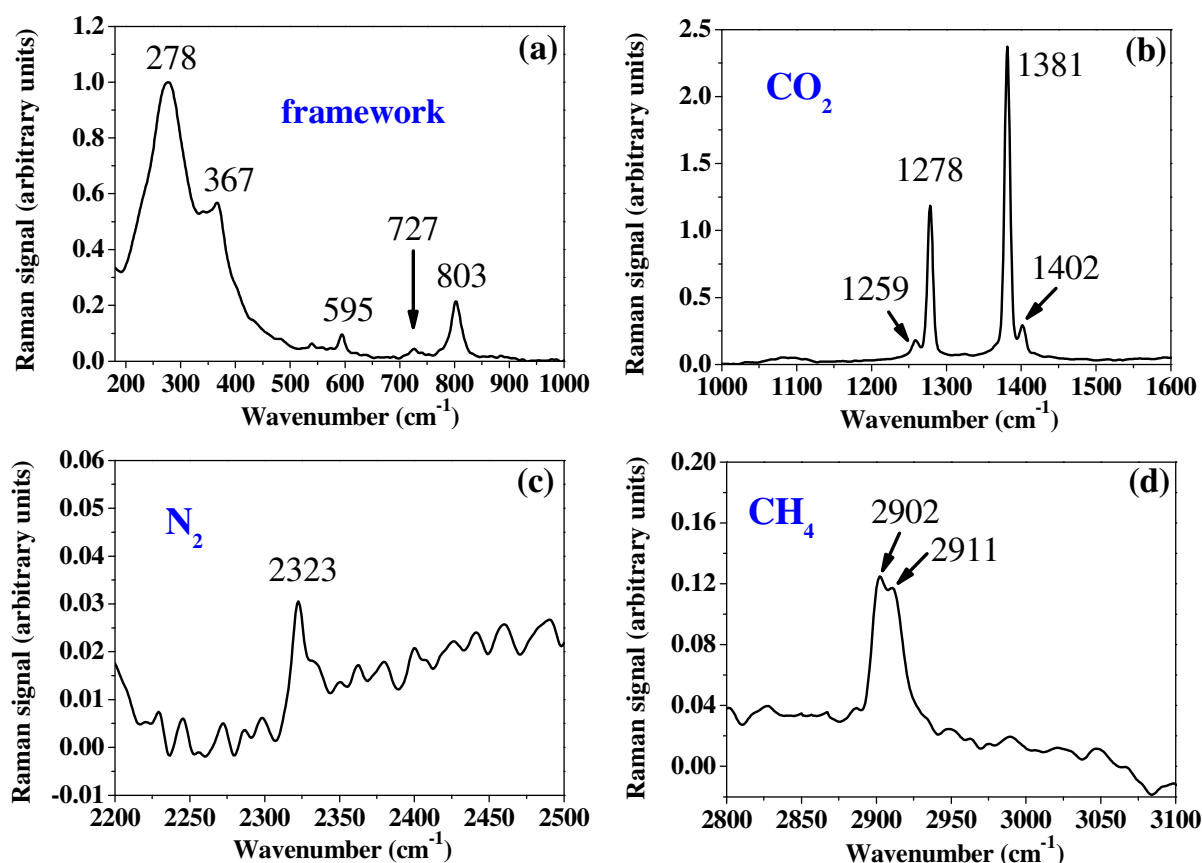 (a)
framework
278
367
595
727
803
1.2
1.0
0.8
0.6
0.4
0.2
0.0
200 300 400 500 600 700 800 900 1000
Raman signal (arbitrary units)
Wavenumber (cm⁻¹)
(b)
CO₂
1259
1278
1381
1402
2.5
2.0
1.5
1.0
0.5
0.0
1000 1100 1200 1300 1400 1500 1600
Raman signal (arbitrary units)
Wavenumber (cm⁻¹)
(c)
N₂
2323
0.06
0.05
0.04
0.03
0.02
0.01
0.00
-0.01
2200 2250 2300 2350 2400 2450 2500
Raman signal (arbitrary units)
Wavenumber (cm⁻¹)
(d)
CH₄
2902
2911
0.20
0.16
0.12
0.08
0.04
0.00
2800 2850 2900 2950 3000 3050 3100
Raman signal (arbitrary units)
Wavenumber (cm⁻¹)